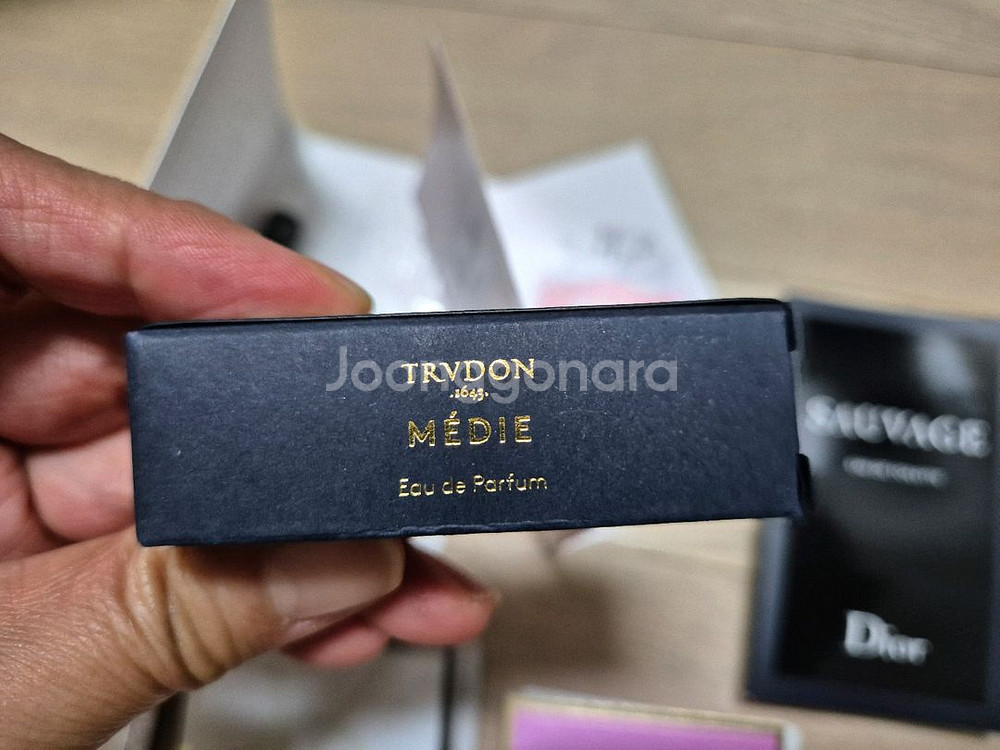 TRVDON
.1643.
MÉDIE
Eau de Parfum
Joonggonara
SAUVAGE
Dior